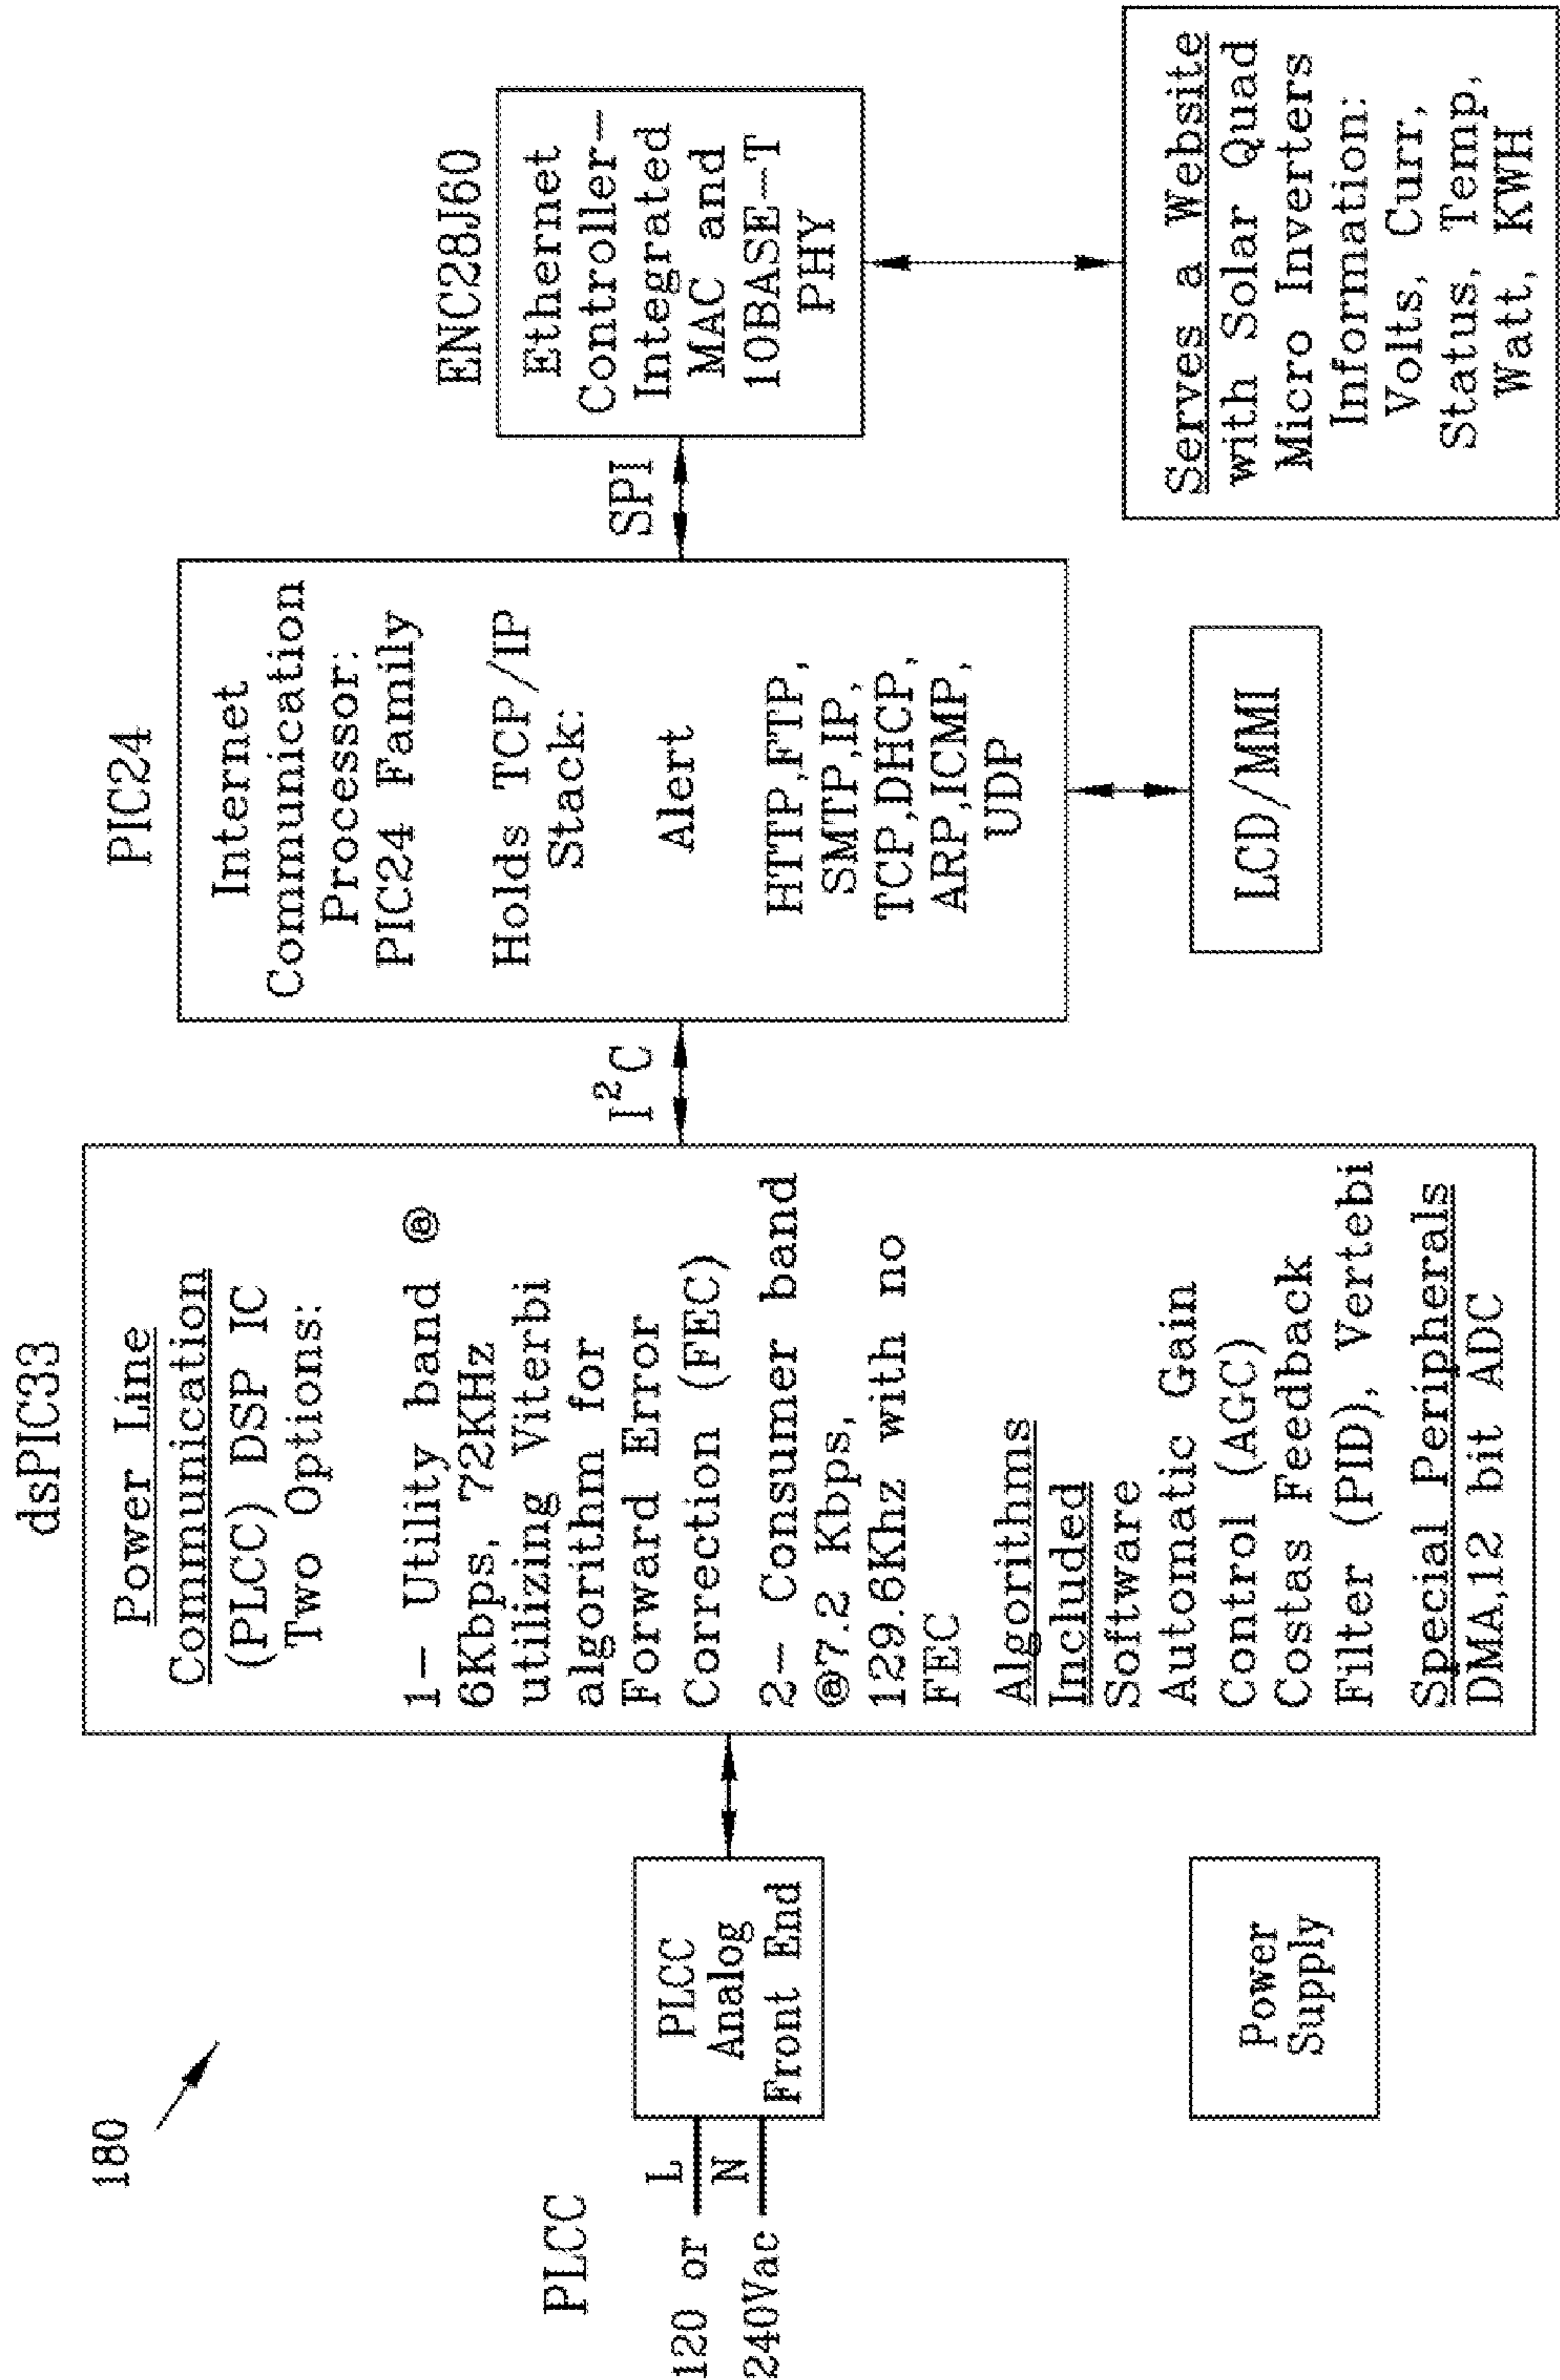 180
PLCC
120 or
240Vac
L
N
PLCC
Analog
Front End
Power
Supply
dsPIC33
Power Line
Communication
(PLCC) DSP IC
Two Options:
1- Utility band @
6Kbps, 72KHz
utilizing Viterbi
algorithm for
Forward Error
Correction (FEC)
2- Consumer band
@7.2 Kbps,
129.6Khz with no
FEC
Algorithms
Included
Software
Automatic Gain
Control (AGC)
Costas Feedback
Filter (PID), Vertebi
Special Peripherals
DMA,12 bit ADC
I²C
PIC24
Internet
Communication
Processor:
PIC24 Family
Holds TCP/IP
Stack:
Alert
HTTP,FTP,
SMTP,IP,
TCP,DHCP,
ARP,ICMP,
UDP
LCD/MMI
SPI
ENC28J60
Ethernet
Controller-
Integrated
MAC and
10BASE-T
PHY
Serves a Website
with Solar Quad
Micro Inverters
Information:
Volts, Curr,
Status, Temp,
Watt, KWH